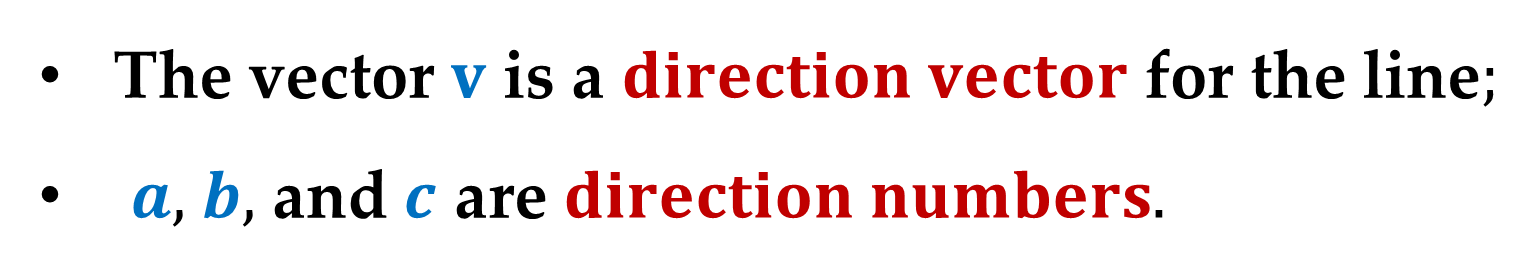 • The vector v is a direction vector for the line;
• a, b, and c are direction numbers.